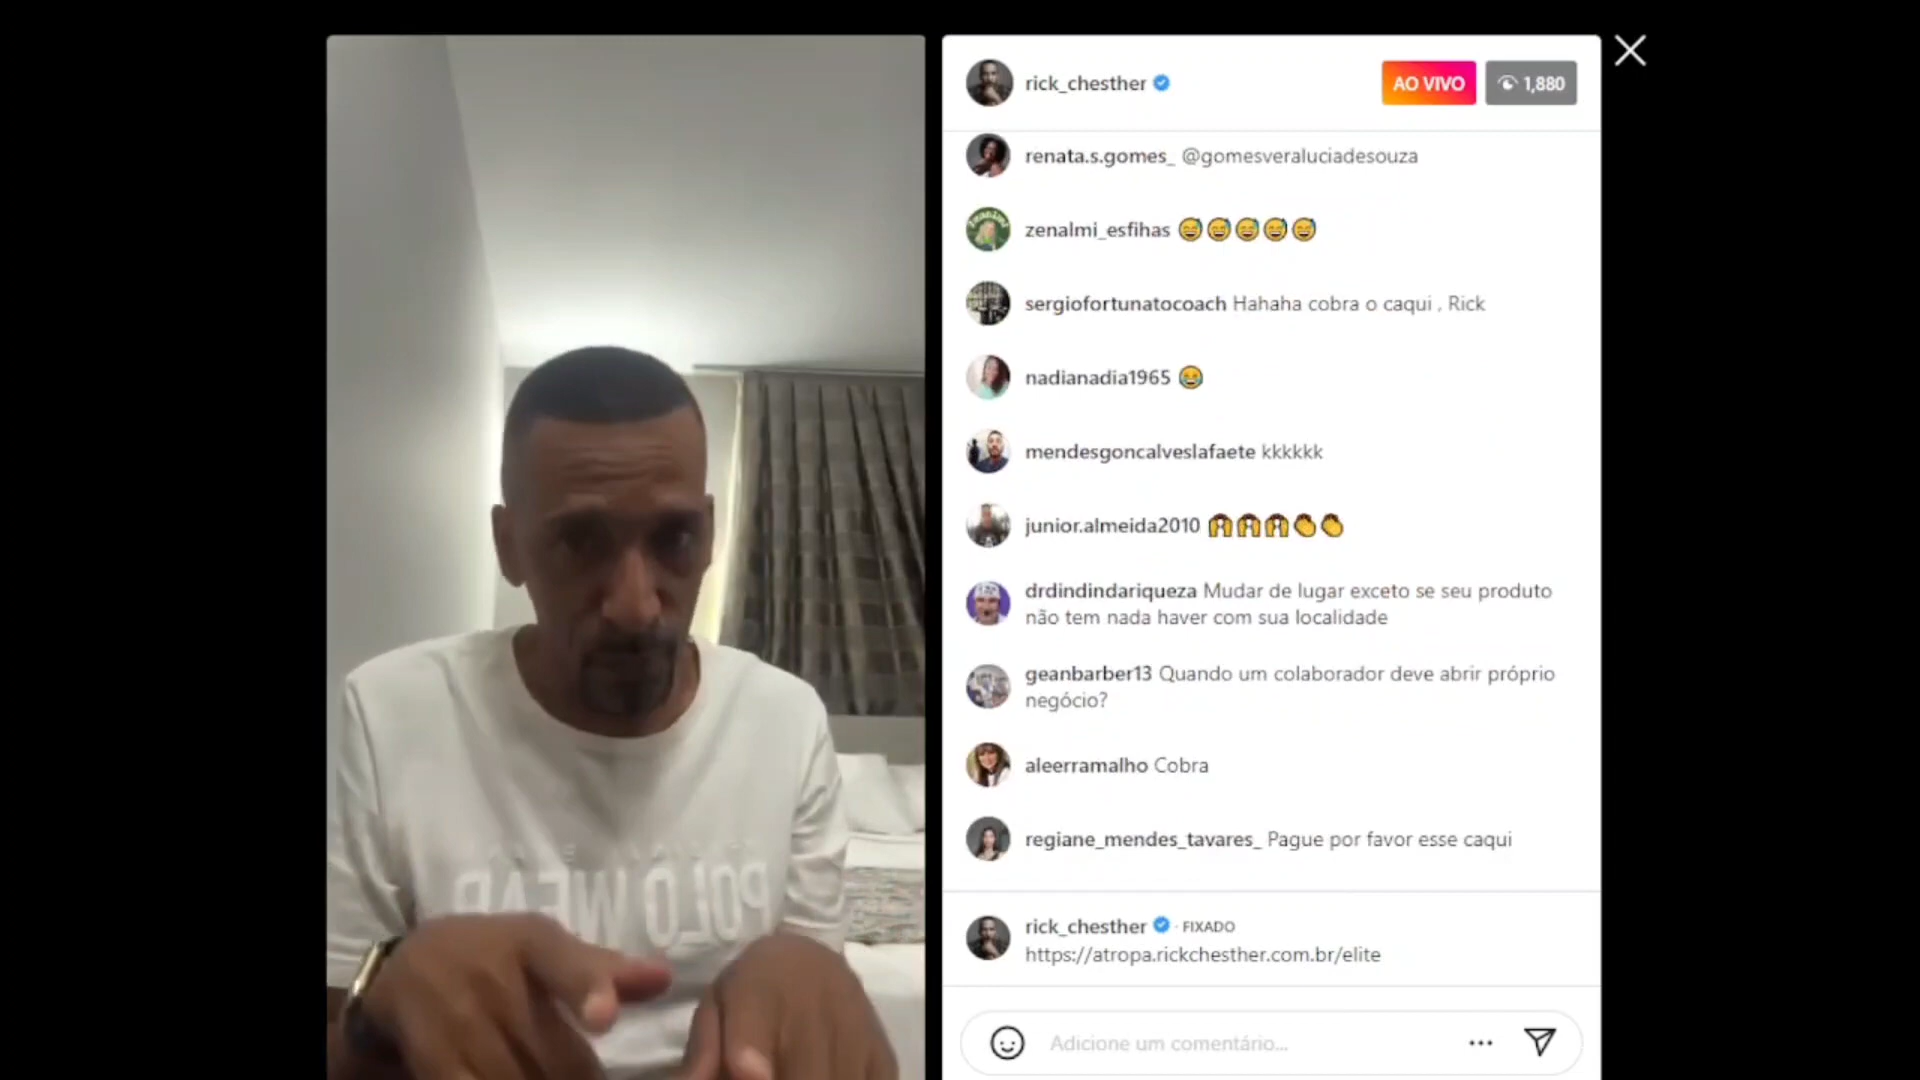 rick_chesther
AO VIVO
1,880
renata.s.gomes_ @gomesveraluciadesouza
zenalmi_esfihas 😅😅😅😅😅
sergiofortunatocoach Hahaha cobra o caqui , Rick
nadianadia1965 😂
mendesgoncalveslafaete kkkkkk
junior.almeida2010 🙌🙌🙌👏👏
drdindindariqueza Mudar de lugar exceto se seu produto
não tem nada haver com sua localidade
geanbarber13 Quando um colaborador deve abrir próprio
negócio?
aleerramalho Cobra
regiane_mendes_tavares_ Pague por favor esse caqui
rick_chesther · FIXADO
https://atropa.rickchesther.com.br/elite
Adicione um comentário...
POLO WEAR